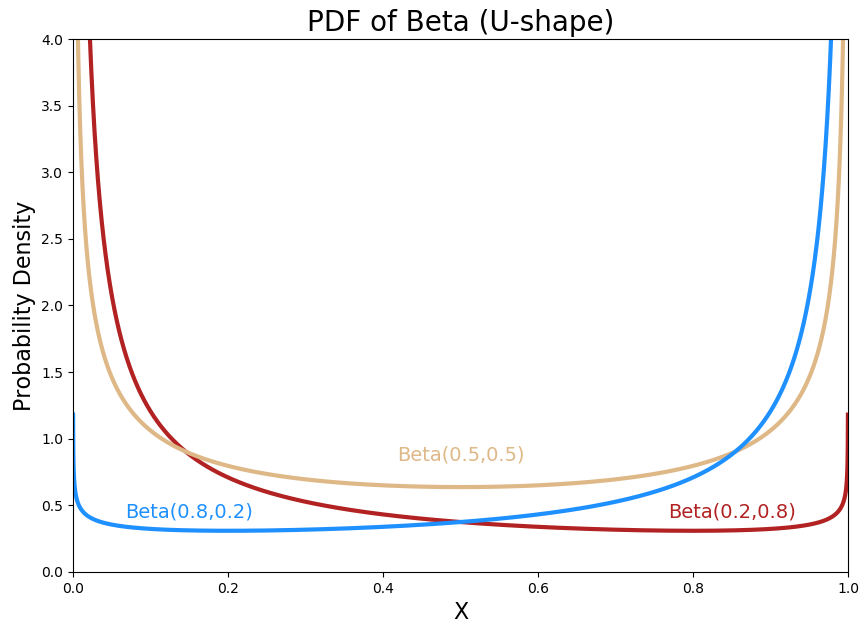 PDF of Beta (U-shape)
4.0
3.5
3.0
2.5
2.0
1.5
1.0
0.5
0.0
Probability Density
Beta(0.5,0.5)
Beta(0.8,0.2)
Beta(0.2,0.8)
0.0 0.2 0.4 0.6 0.8 1.0
X